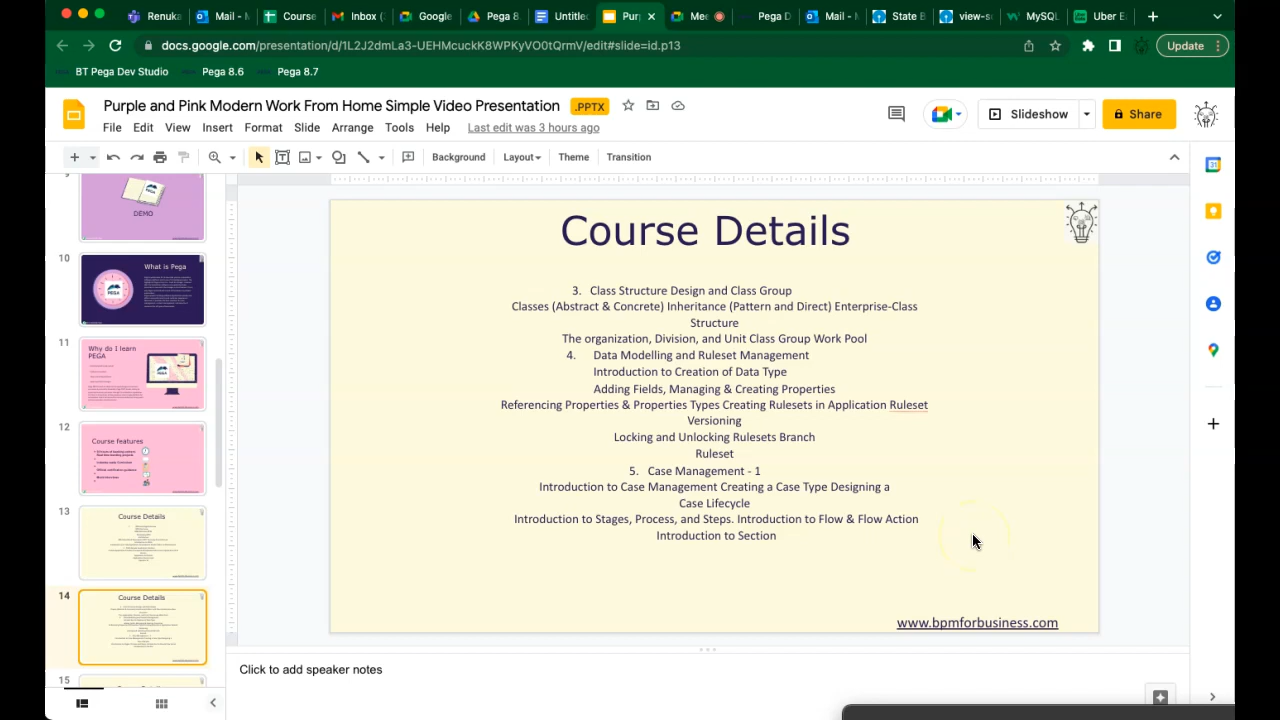 Renuka
Mail -
Course
Inbox (
Google
Pega 8.
Untitle
Pur
Mee
Pega D
Mail -
State B
view-s
MySQL
Uber E
docs.google.com/presentation/d/1L2J2dmLa3-UEHMcuckK8WPKyVO0tQrmV/edit#slide=id.p13
Update
BT Pega Dev Studio
Pega 8.6
Pega 8.7
Purple and Pink Modern Work From Home Simple Video Presentation
.PPTX
File Edit View Insert Format Slide Arrange Tools Help Last edit was 3 hours ago
Slideshow
Share
Background Layout Theme Transition
9
PEGA
DEMO
10
What is Pega
PEGA
11
Why do I learn
PEGA
PEGA
12
Course features
13
Course Details
14
Course Details
15
Course Details
3. Class Structure Design and Class Group
Classes (Abstract & Concrete) Inheritance (Pattern and Direct) Enterprise-Class
Structure
The organization, Division, and Unit Class Group Work Pool
4. Data Modelling and Ruleset Management
Introduction to Creation of Data Type
Adding Fields, Managing & Creating Properties
Referencing Properties & Properties Types Creating Rulesets in Application Ruleset
Versioning
Locking and Unlocking Rulesets Branch
Ruleset
5. Case Management - 1
Introduction to Case Management Creating a Case Type Designing a
Case Lifecycle
Introduction to Stages, Process, and Steps. Introduction to Flow & Flow Action
Introduction to Section
www.bpmforbusiness.com
Click to add speaker notes